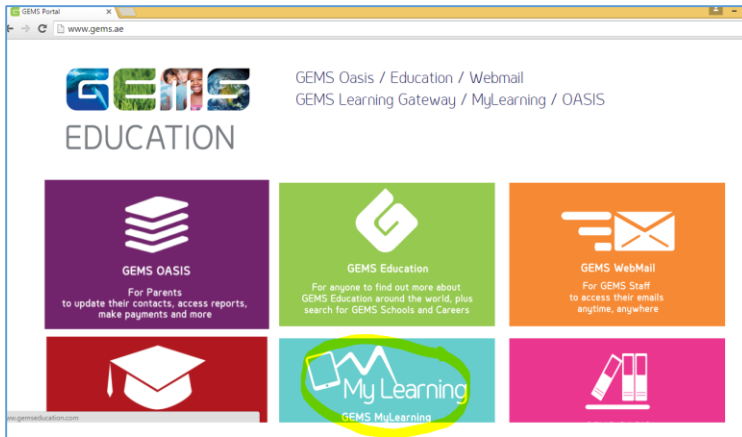 GEMS Portal
www.gems.ae
GEMS
EDUCATION
GEMS Oasis / Education / Webmail
GEMS Learning Gateway / MyLearning / OASIS
GEMS OASIS
For Parents
to update their contacts, access reports,
make payments and more
GEMS Education
For anyone to find out more about
GEMS Education around the world, plus
search for GEMS Schools and Careers
GEMS WebMail
For GEMS Staff
to access their emails
anytime, anywhere
My Learning
GEMS MyLearning
ww.gemseducation.com